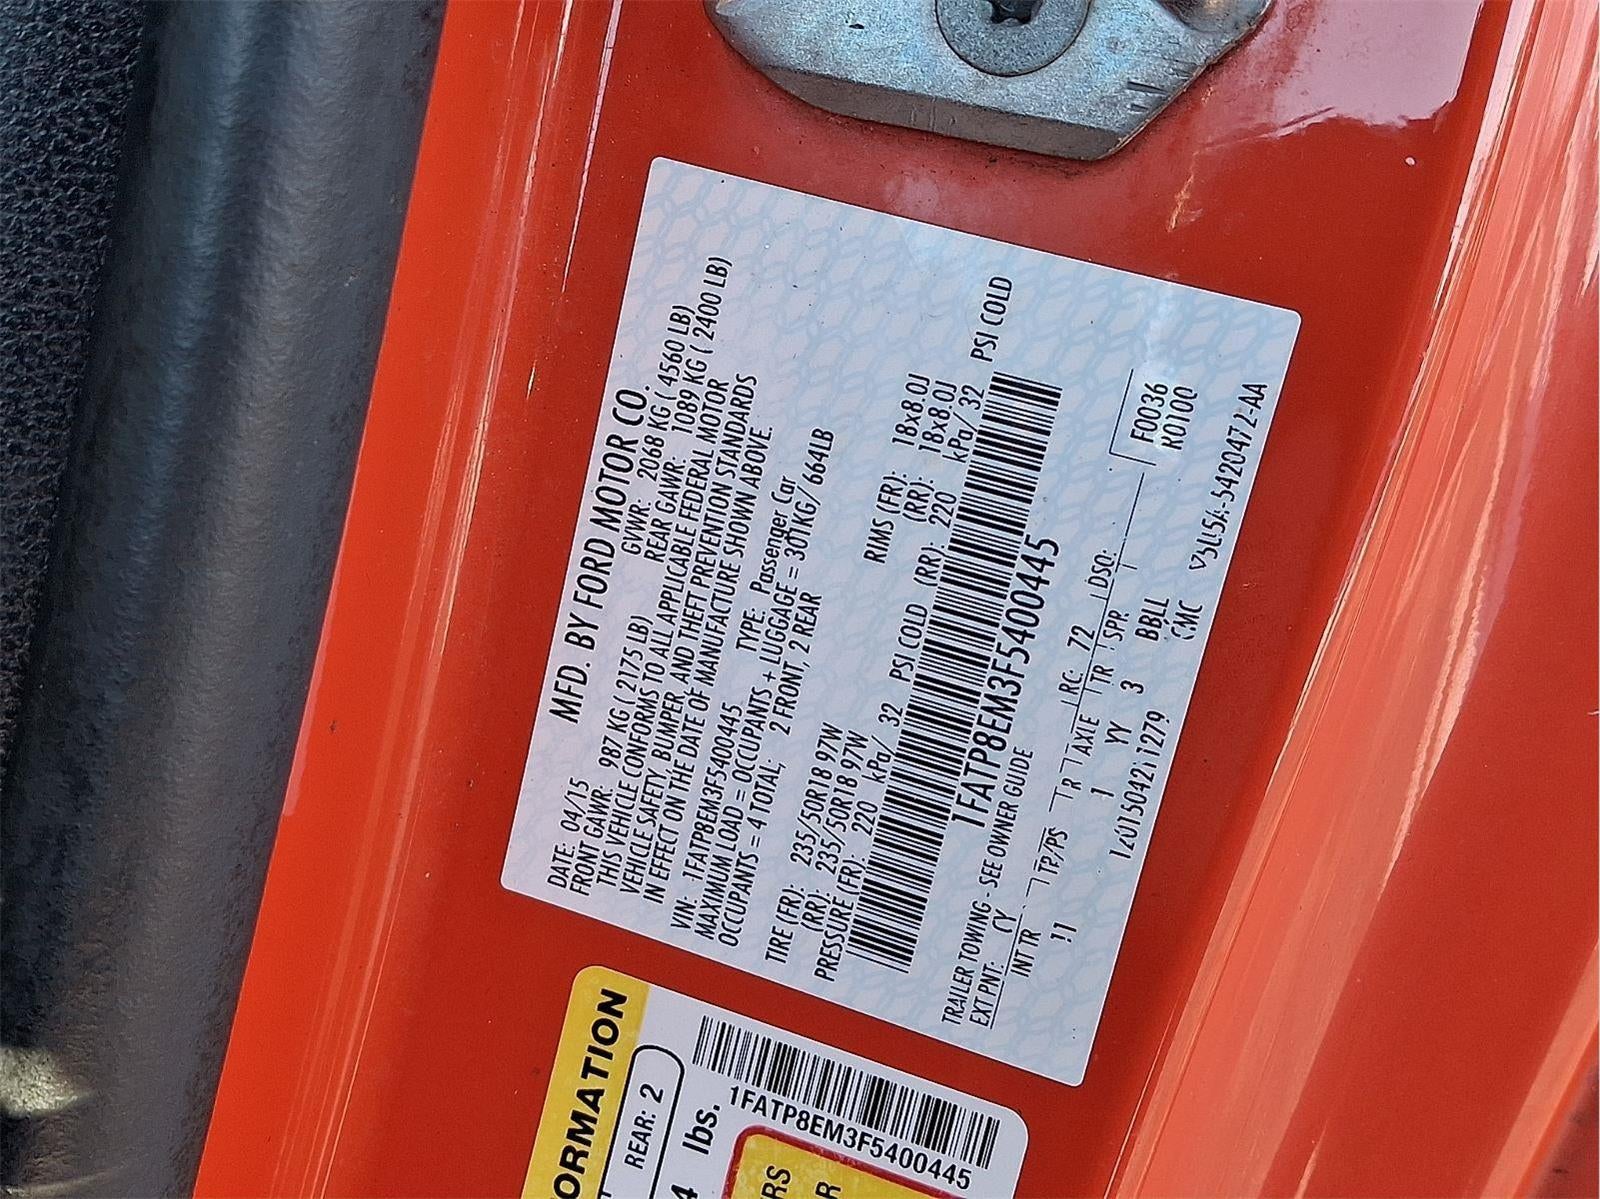 MFD. BY FORD MOTOR CO.
DATE: 04/15 GVWR: 2068 KG ( 4560 LB)
FRONT GAWR: 987 KG ( 2175 LB) REAR GAWR: 1089 KG ( 2400 LB)
THIS VEHICLE CONFORMS TO ALL APPLICABLE FEDERAL MOTOR
VEHICLE SAFETY, BUMPER, AND THEFT PREVENTION STANDARDS
IN EFFECT ON THE DATE OF MANUFACTURE SHOWN ABOVE.
VIN: 1FATP8EM3F5400445 TYPE: Passenger Car
MAXIMUM LOAD = OCCUPANTS + LUGGAGE = 301KG/ 664LB
OCCUPANTS = 4 TOTAL, 2 FRONT, 2 REAR
TIRE (FR): 235/50R18 97W RIMS (FR): 18x8.0J
(RR): 235/50R18 97W (RR): 18x8.0J
PRESSURE (FR): 220 kPa/ 32 PSI COLD (RR): 220 kPa/ 32 PSI COLD
1FATP8EM3F5400445
TRAILER TOWING - SEE OWNER GUIDE
EXT PNT: CY RC: 72 DSO: F0036
R0100
INT TR TP/PS R AXLE TR SPR
11 1 YY 3 BBLL
CMC
ORMATION
REAR: 2
4 lbs.
1FATP8EM3F5400445
RS
R